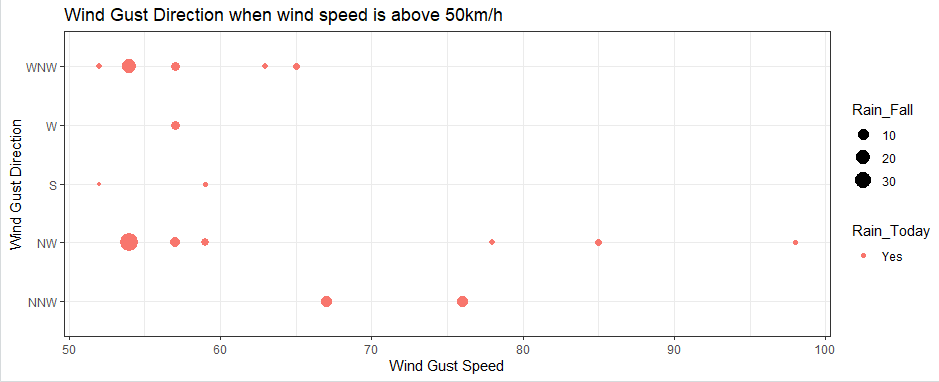 Wind Gust Direction when wind speed is above 50km/h
Wind Gust Direction
WNW
W
S
NW
NNW
50 60 70 80 90 100
Wind Gust Speed
Rain_Fall
10
20
30
Rain_Today
Yes